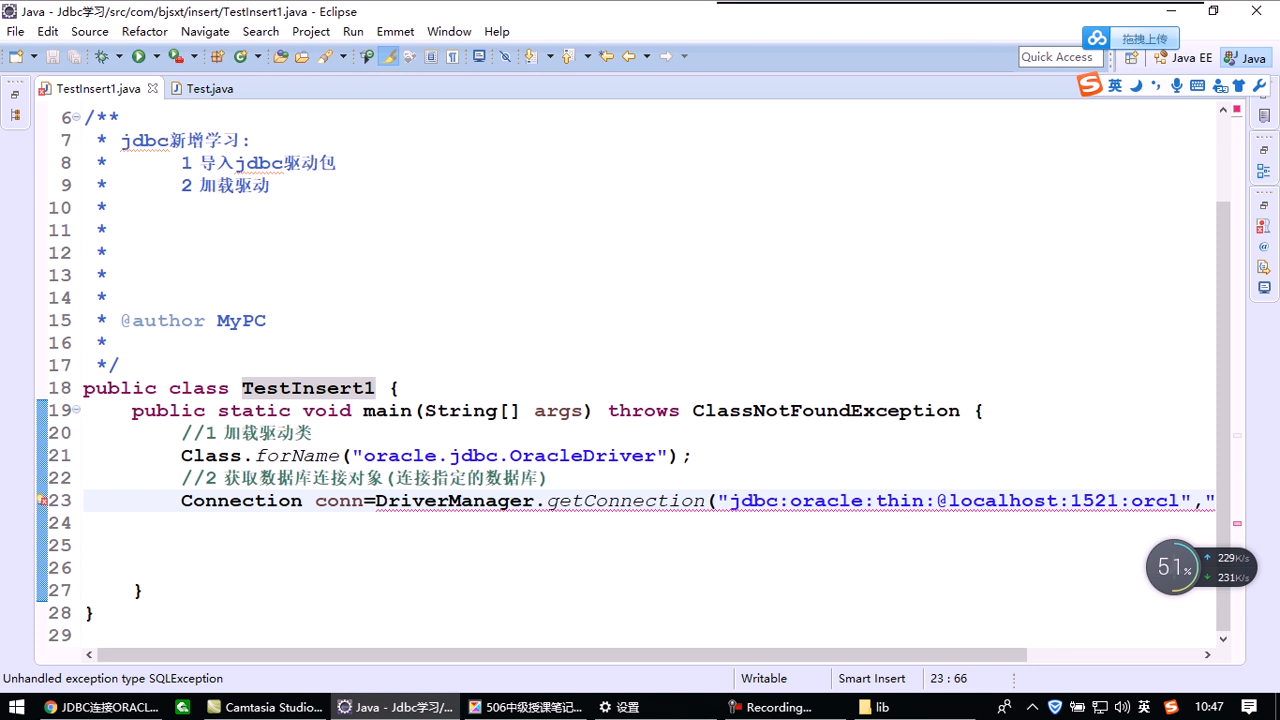 Java - Jdbc学习/src/com/bjsxt/insert/TestInsert1.java - Eclipse
File Edit Source Refactor Navigate Search Project Run Emmet Window Help
拖拽上传
Quick Access
Java EE
Java
TestInsert1.java
Test.java
英
6 /**
7 * jdbc新增学习:
8 * 1 导入jdbc驱动包
9 * 2 加载驱动
10 *
11 *
12 *
13 *
14 *
15 * @author MyPC
16 *
17 */
18 public class TestInsert1 {
19 public static void main(String[] args) throws ClassNotFoundException {
20 //1 加载驱动类
21 Class.forName("oracle.jdbc.OracleDriver");
22 //2 获取数据库连接对象(连接指定的数据库)
23 Connection conn=DriverManager.getConnection("jdbc:oracle:thin:@localhost:1521:orcl","
24
25
26
27 }
28 }
29
51%
229K/s
231K/s
Unhandled exception type SQLException
Writable
Smart Insert
23 : 66
JDBC连接ORACL...
Camtasia Studio...
Java - Jdbc学习/...
506中级授课笔记...
设置
Recording...
lib
英
10:47